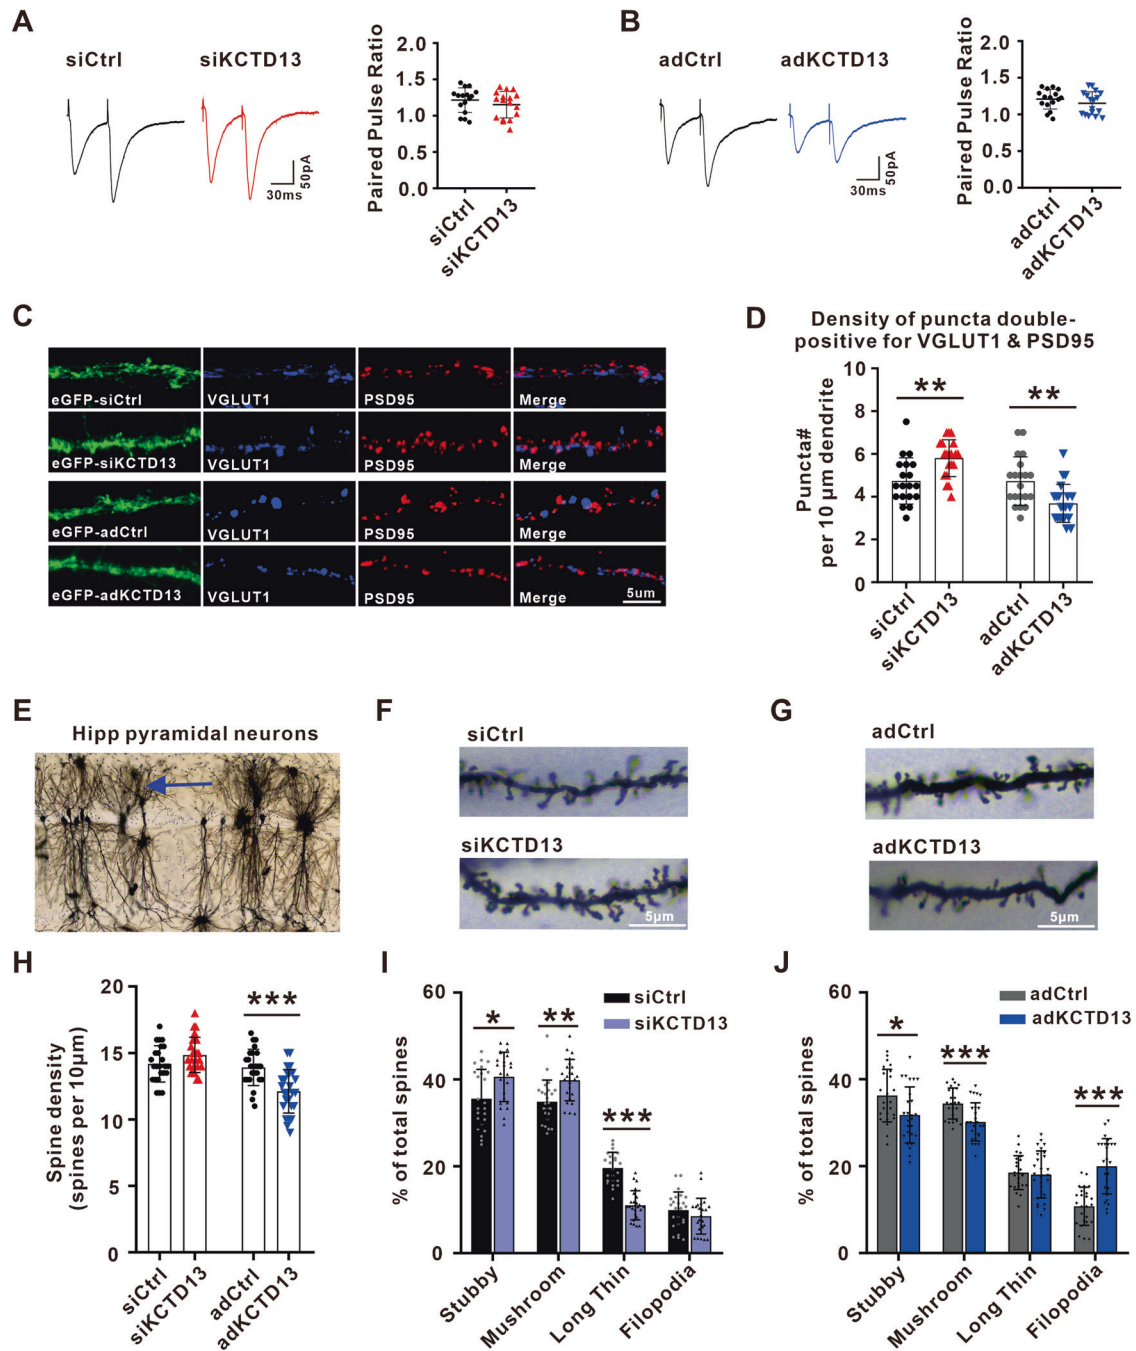 A
siCtrl
siKCTD13
30ms
50pA
Paired Pulse Ratio
2.0
1.5
1.0
0.5
0.0
siCtrl
siKCTD13
B
adCtrl
adKCTD13
30ms
50pA
Paired Pulse Ratio
2.0
1.5
1.0
0.5
0.0
adCtrl
adKCTD13
C
eGFP-siCtrl
VGLUT1
PSD95
Merge
eGFP-siKCTD13
VGLUT1
PSD95
Merge
eGFP-adCtrl
VGLUT1
PSD95
Merge
eGFP-adKCTD13
VGLUT1
PSD95
Merge
5um
D
Density of puncta double-
positive for VGLUT1 & PSD95
Puncta#
per 10 µm dendrite
10
8
6
4
2
0
**
**
siCtrl
siKCTD13
adCtrl
adKCTD13
E
Hipp pyramidal neurons
F
siCtrl
siKCTD13
5µm
G
adCtrl
adKCTD13
5µm
H
Spine density
(spines per 10µm)
20
15
10
5
0
***
siCtrl
siKCTD13
adCtrl
adKCTD13
I
% of total spines
60
40
20
0
siCtrl
siKCTD13
*
**
***
Stubby
Mushroom
Long Thin
Filopodia
J
% of total spines
60
40
20
0
adCtrl
adKCTD13
*
***
***
Stubby
Mushroom
Long Thin
Filopodia